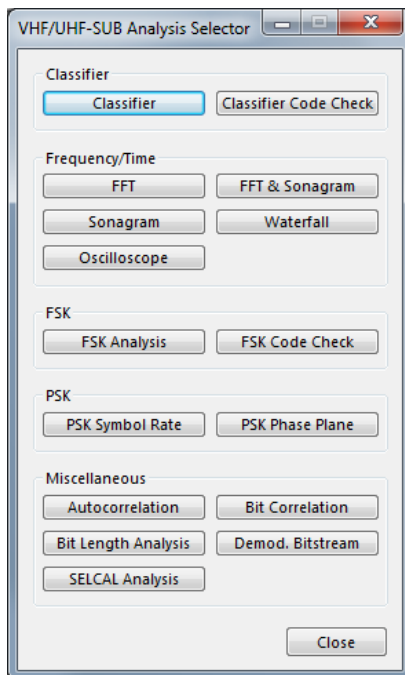 VHF/UHF-SUB Analysis Selector
Classifier
Classifier Classifier Code Check
Frequency/Time
FFT FFT & Sonagram
Sonagram Waterfall
Oscilloscope
FSK
FSK Analysis FSK Code Check
PSK
PSK Symbol Rate PSK Phase Plane
Miscellaneous
Autocorrelation Bit Correlation
Bit Length Analysis Demod. Bitstream
SELCAL Analysis
Close